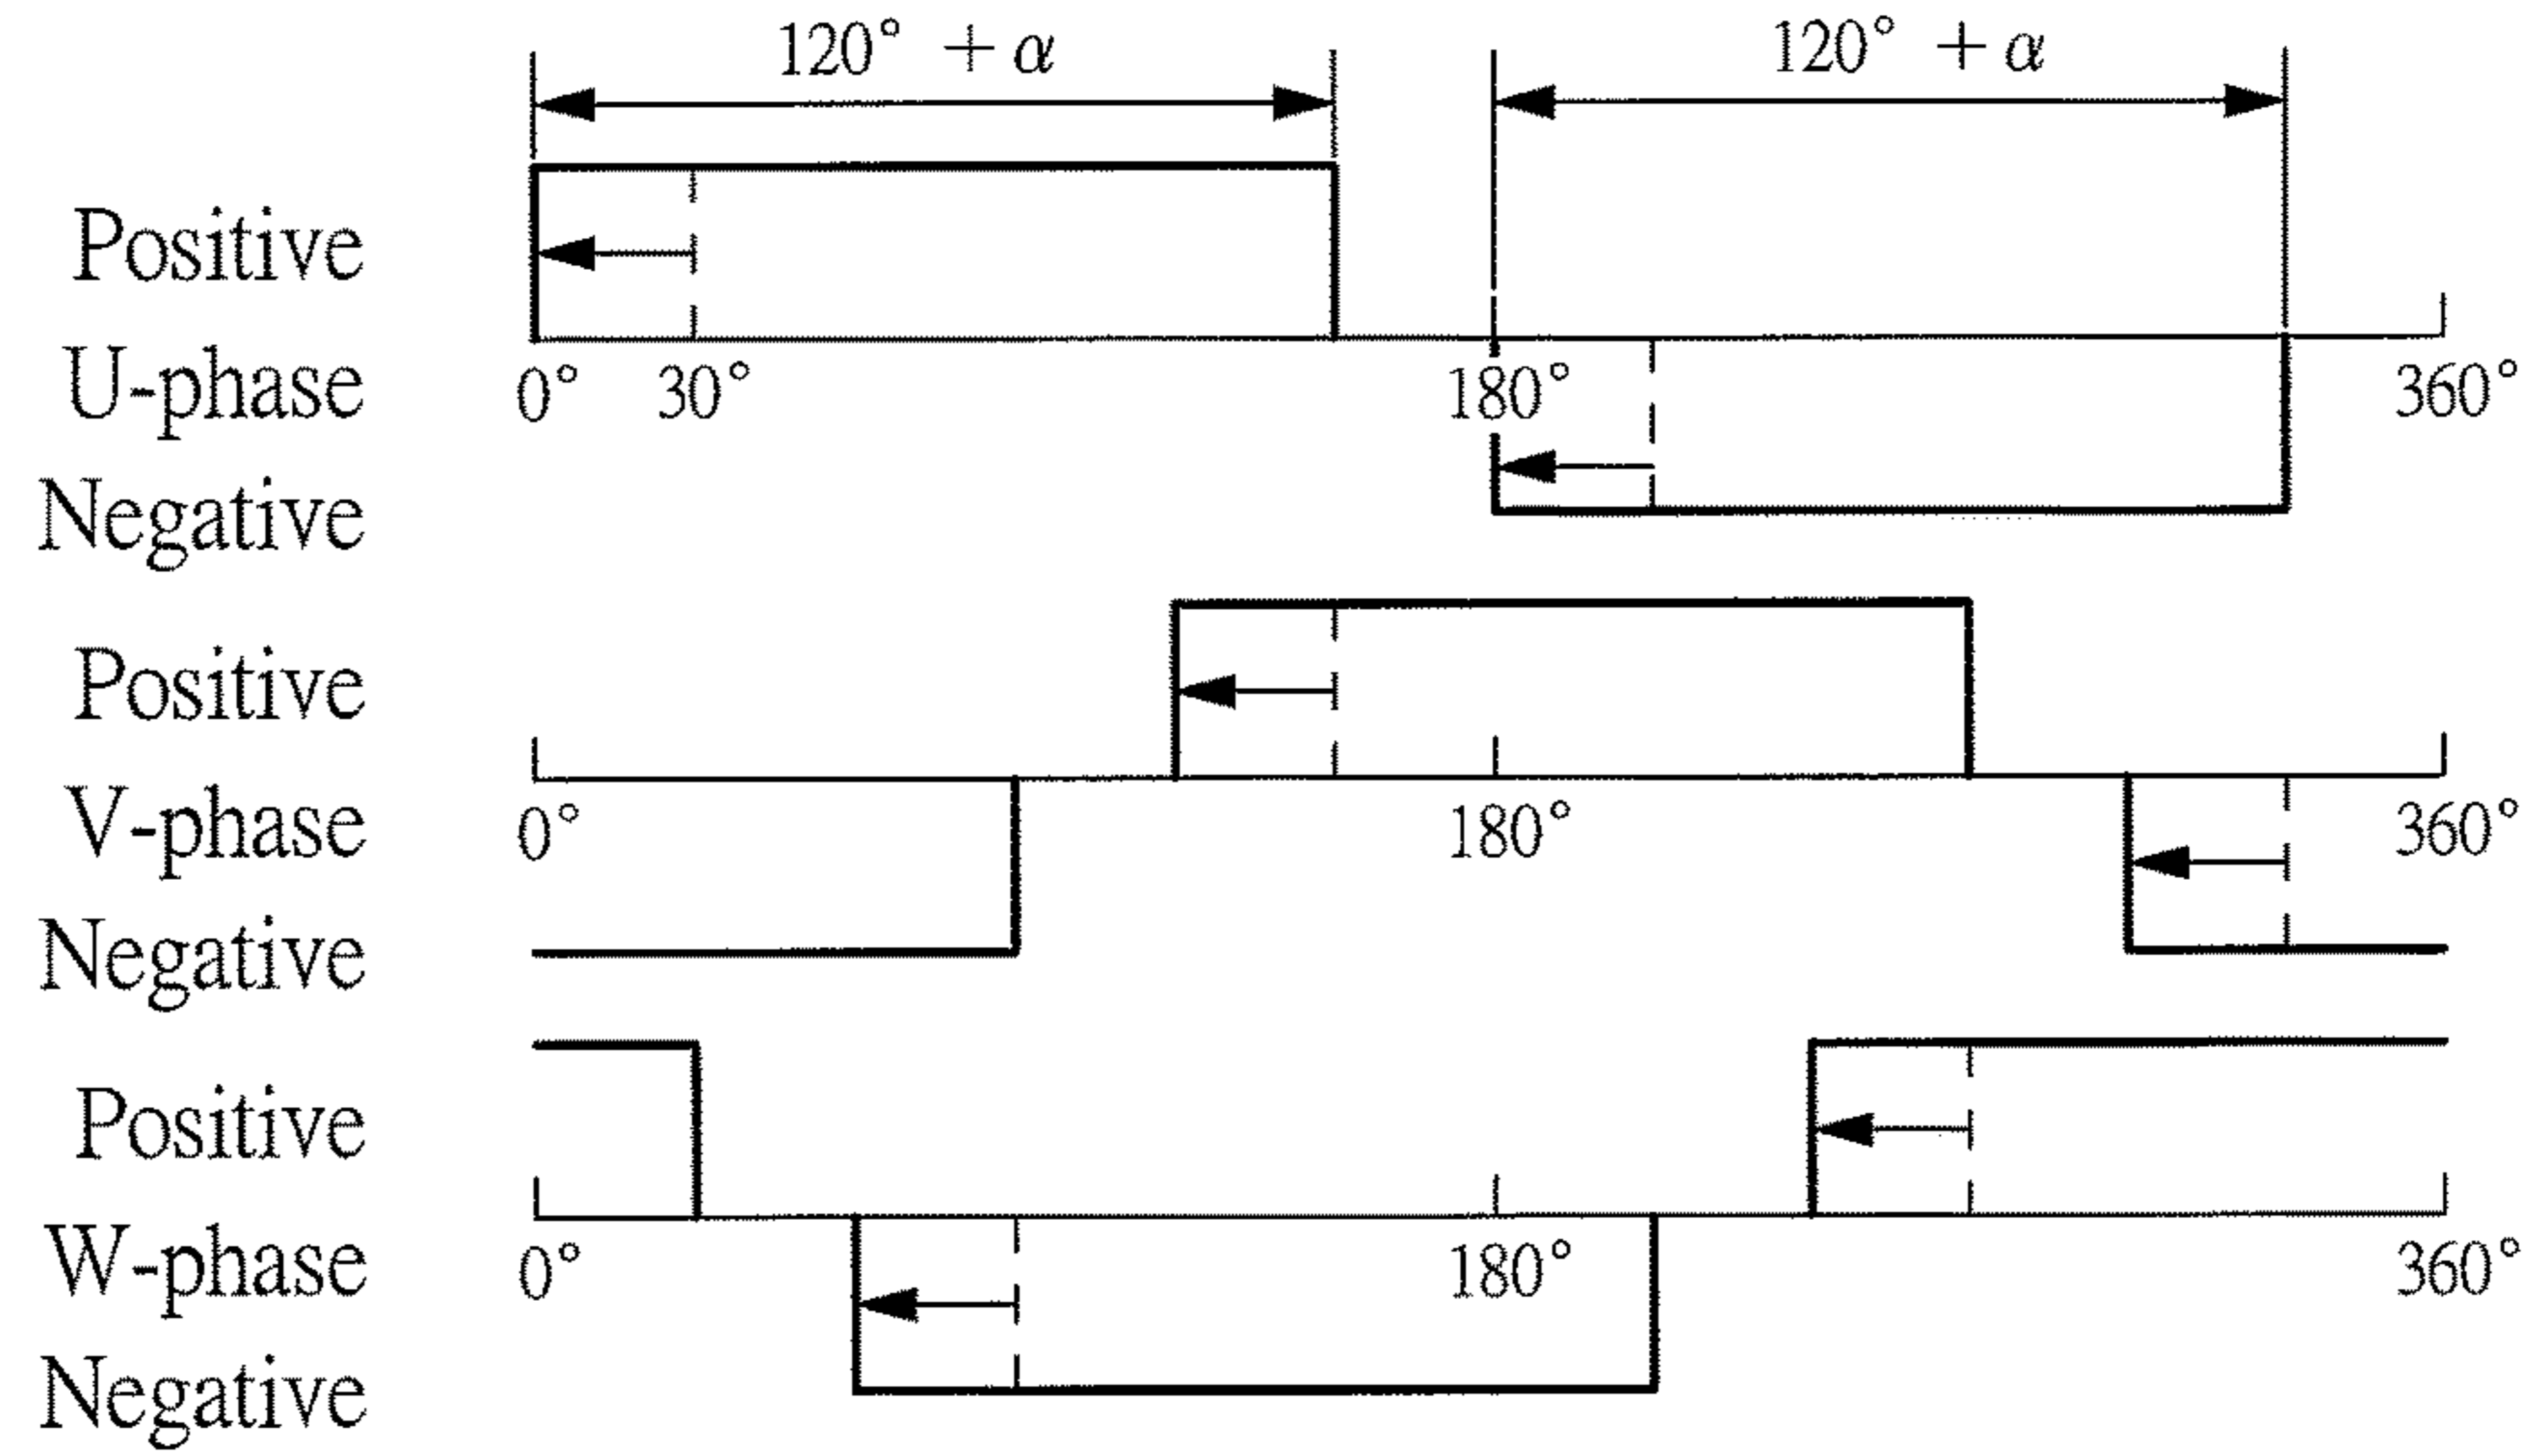 120° + α 120° + α
Positive
U-phase 0° 30° 180° 360°
Negative
Positive
V-phase 0° 180° 360°
Negative
Positive
W-phase 0° 180° 360°
Negative